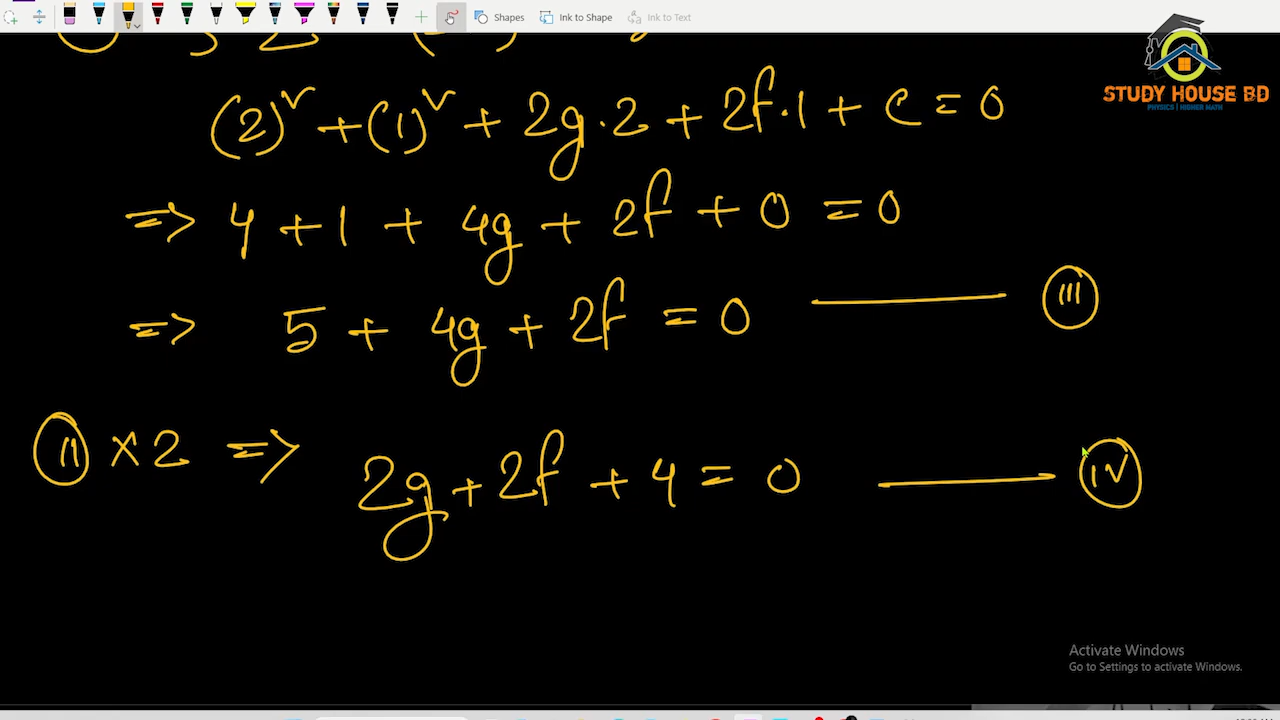 Shapes Ink to Shape Ink to Text
STUDY HOUSE BD
PHYSICS | HIGHER MATH
(2)² + (1)² + 2g·2 + 2f·1 + c = 0
=> 4 + 1 + 4g + 2f + 0 = 0
=> 5 + 4g + 2f = 0 —— (III)
(II) × 2 => 2g + 2f + 4 = 0 —— (IV)
Activate Windows
Go to Settings to activate Windows.